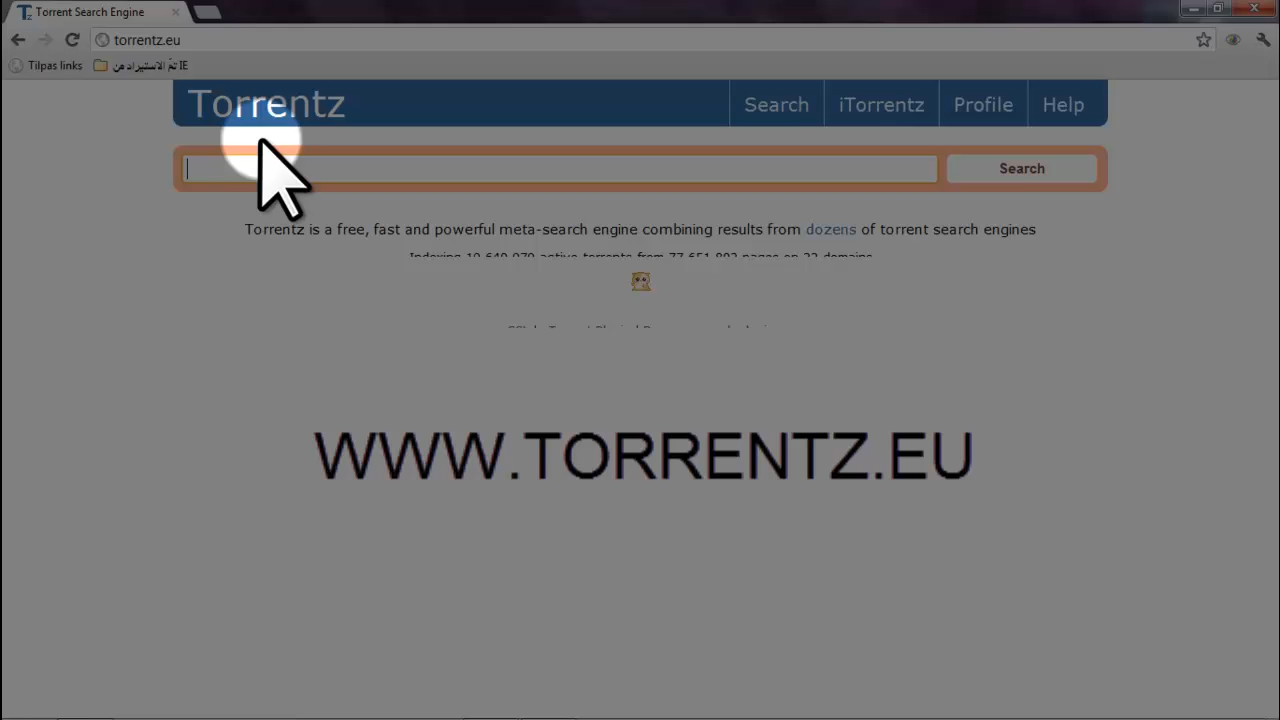 Torrent Search Engine
torrentz.eu
Tilpas links
تمّ الاستيراد من IE
Torrentz
Search
iTorrentz
Profile
Help
Search
Torrentz is a free, fast and powerful meta-search engine combining results from dozens of torrent search engines
WWW.TORRENTZ.EU